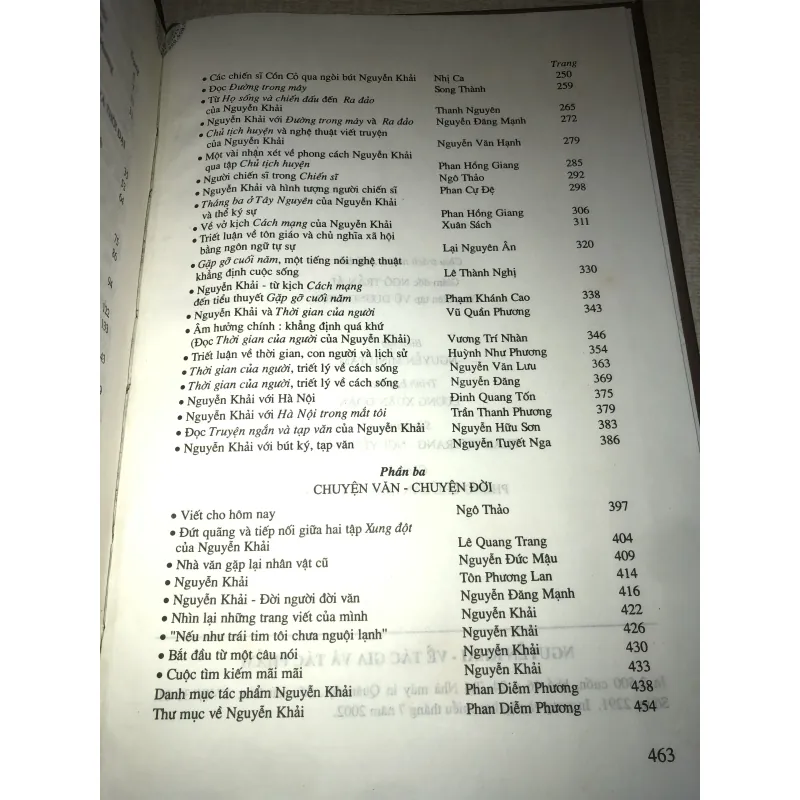 Trang
• Các chiến sĩ Cồn Cỏ qua ngòi bút Nguyễn Khải Nhị Ca 250
• Đọc Đường trong mây Song Thành 259
• Từ Họ sống và chiến đấu đến Ra đảo
của Nguyễn Khải Thanh Nguyên 265
• Nguyễn Khải với Đường trong mây và Ra đảo Nguyễn Đăng Mạnh 272
• Chủ tịch huyện và nghệ thuật viết truyện
của Nguyễn Khải Nguyễn Văn Hạnh 279
• Một vài nhận xét về phong cách Nguyễn Khải
qua tập Chủ tịch huyện Phan Hồng Giang 285
• Người chiến sĩ trong Chiến sĩ Ngô Thảo 292
• Nguyễn Khải và hình tượng người chiến sĩ Phan Cự Đệ 298
• Tháng ba ở Tây Nguyên của Nguyễn Khải
và thể ký sự Phan Hồng Giang 306
• Về vở kịch Cách mạng của Nguyễn Khải Xuân Sách 311
• Triết luận về tôn giáo và chủ nghĩa xã hội
bằng ngôn ngữ tự sự Lại Nguyên Ân 320
• Gặp gỡ cuối năm, một tiếng nói nghệ thuật
khẳng định cuộc sống Lê Thành Nghị 330
• Nguyễn Khải - từ kịch Cách mạng
đến tiểu thuyết Gặp gỡ cuối năm Phạm Khánh Cao 338
• Nguyễn Khải và Thời gian của người Vũ Quần Phương 343
• Âm hưởng chính : khẳng định quá khứ
(Đọc Thời gian của người của Nguyễn Khải) Vương Trí Nhàn 346
• Triết luận về thời gian, con người và lịch sử Huỳnh Như Phương 354
• Thời gian của người, triết lý về cách sống Nguyễn Văn Lưu 363
• Thời gian của người, triết lý về cách sống Nguyễn Đăng 369
• Nguyễn Khải với Hà Nội Đinh Quang Tốn 375
• Nguyễn Khải với Hà Nội trong mắt tôi Trần Thanh Phương 379
• Đọc Truyện ngắn và tạp văn của Nguyễn Khải Nguyễn Hữu Sơn 383
• Nguyễn Khải với bút ký, tạp văn Nguyễn Tuyết Nga 386
Phần ba
CHUYỆN VĂN - CHUYỆN ĐỜI
• Viết cho hôm nay Ngô Thảo 397
• Đứt quãng và tiếp nối giữa hai tập Xung đột
của Nguyễn Khải Lê Quang Trang 404
• Nhà văn gặp lại nhân vật cũ Nguyễn Đức Mậu 409
• Nguyễn Khải Tôn Phương Lan 414
• Nguyễn Khải - Đời người đời văn Nguyễn Đăng Mạnh 416
• Nhìn lại những trang viết của mình Nguyễn Khải 422
• "Nếu như trái tim tôi chưa nguội lạnh" Nguyễn Khải 426
• Bắt đầu từ một câu nói Nguyễn Khải 430
• Cuộc tìm kiếm mãi mãi Nguyễn Khải 433
Danh mục tác phẩm Nguyễn Khải Phan Diễm Phương 438
Thư mục về Nguyễn Khải Phan Diễm Phương 454
463